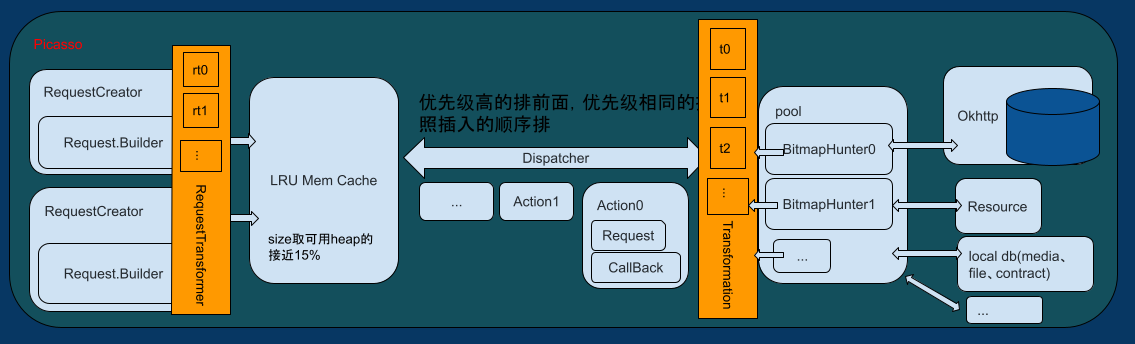 Picasso
RequestCreator
Request.Builder
RequestCreator
Request.Builder
rt0
rt1
...
RequestTransformer
LRU Mem Cache
size取可用heap的
接近15%
优先级高的排前面,优先级相同的
照插入的顺序排
Dispatcher
...
Action1
Action0
Request
CallBack
t0
t1
t2
...
Transformation
pool
BitmapHunter0
BitmapHunter1
...
Okhttp
Resource
local db(media、
file、contract)
...